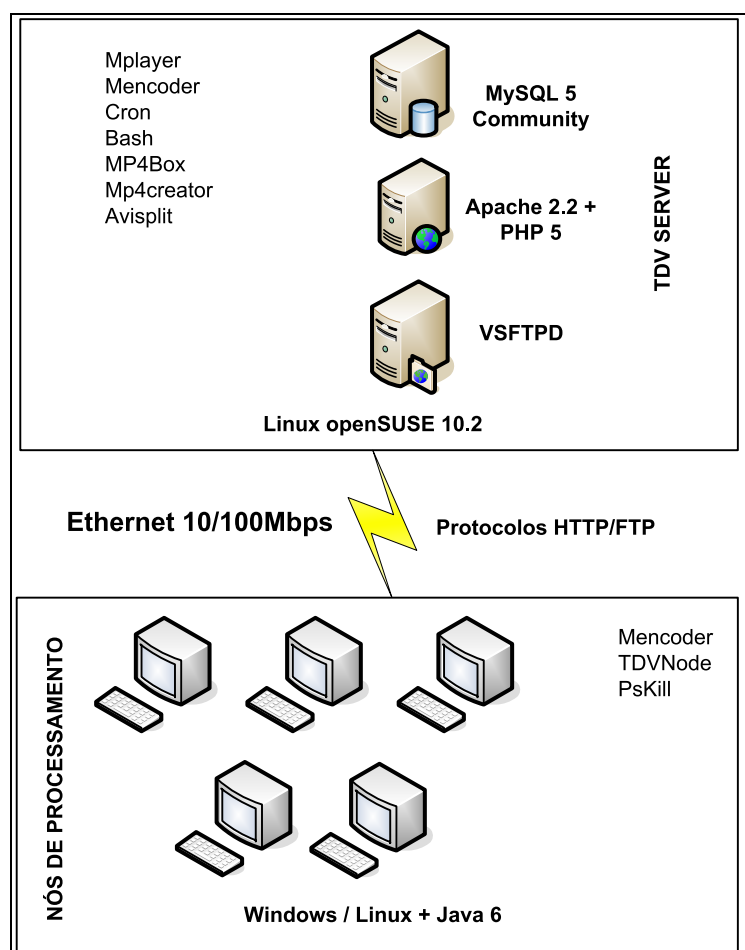 Mplayer
Mencoder
Cron
Bash
MP4Box
Mp4creator
Avisplit
MySQL 5
Community
Apache 2.2 +
PHP 5
VSFTPD
TDV SERVER
Linux openSUSE 10.2
Ethernet 10/100Mbps
Protocolos HTTP/FTP
NÓS DE PROCESSAMENTO
Mencoder
TDVNode
PsKill
Windows / Linux + Java 6